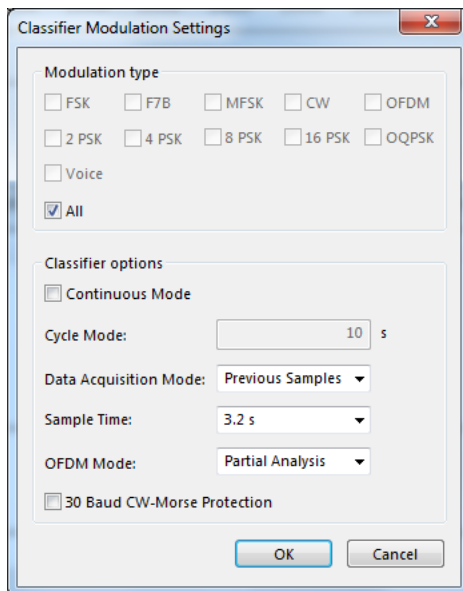 Classifier Modulation Settings
Modulation type
FSK F7B MFSK CW OFDM
2 PSK 4 PSK 8 PSK 16 PSK OQPSK
Voice
All
Classifier options
Continuous Mode
Cycle Mode: 10 s
Data Acquisition Mode: Previous Samples
Sample Time: 3.2 s
OFDM Mode: Partial Analysis
30 Baud CW-Morse Protection
OK Cancel